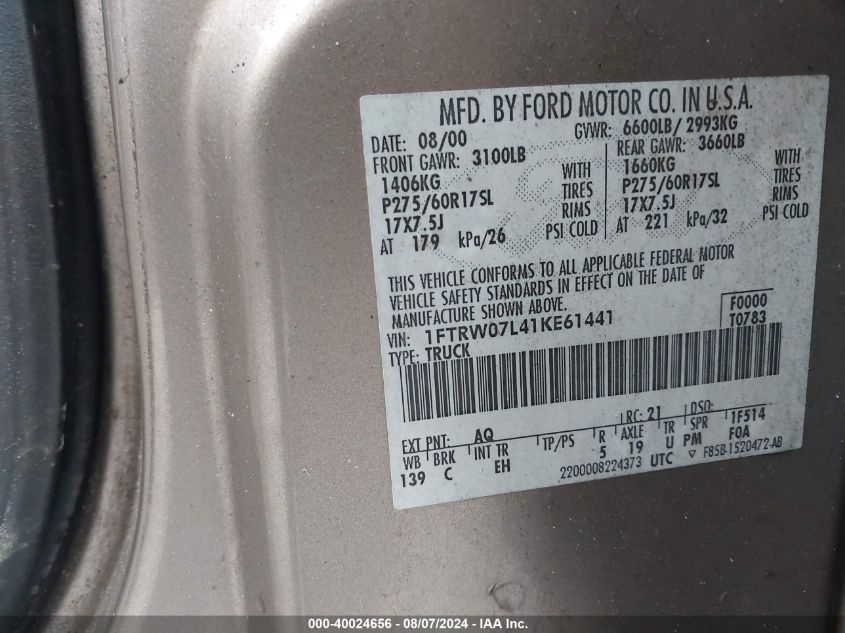 MFD. BY FORD MOTOR CO. IN U.S.A.
DATE: 08/00 GVWR: 6600LB/ 2993KG
FRONT GAWR: 3100LB REAR GAWR: 3660LB
1406KG WITH 1660KG WITH
P275/60R17SL TIRES P275/60R17SL TIRES
17X7.5J RIMS 17X7.5J RIMS
AT 179 kPa/26 PSI COLD AT 221 kPa/32 PSI COLD
THIS VEHICLE CONFORMS TO ALL APPLICABLE FEDERAL MOTOR
VEHICLE SAFETY STANDARDS IN EFFECT ON THE DATE OF
MANUFACTURE SHOWN ABOVE.
VIN: 1FTRW07L41KE61441 F0000
TYPE: TRUCK T0783
EXT PNT: AQ RC: 21 DSO:
WB BRK INT TR TP/PS R AXLE TR SPR 1F514
139 C EH 5 19 U PM F0A
2200008224373 UTC ▽ F85B-1520472-AB
000-40024656 - 08/07/2024 - IAA Inc.